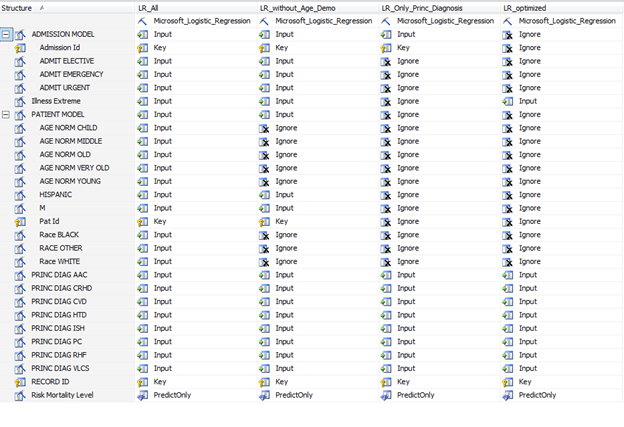 Structure LR_All LR_without_Age_Demo LR_Only_Princ_Diagnosis LR_optimized
Microsoft_Logistic_Regression Microsoft_Logistic_Regression Microsoft_Logistic_Regression Microsoft_Logistic_Regression
ADMISSION MODEL Input Input Input Ignore
Admission Id Key Key Key Ignore
ADMIT ELECTIVE Input Input Ignore Ignore
ADMIT EMERGENCY Input Input Ignore Ignore
ADMIT URGENT Input Input Ignore Ignore
Illness Extreme Input Input Ignore Input
PATIENT MODEL Input Input Ignore Ignore
AGE NORM CHILD Input Ignore Ignore Ignore
AGE NORM MIDDLE Input Ignore Ignore Ignore
AGE NORM OLD Input Ignore Ignore Ignore
AGE NORM VERY OLD Input Ignore Ignore Ignore
AGE NORM YOUNG Input Ignore Ignore Ignore
HISPANIC Input Input Ignore Ignore
M Input Input Ignore Ignore
Pat Id Key Key Ignore Ignore
Race BLACK Input Ignore Ignore Ignore
RACE OTHER Input Ignore Ignore Ignore
Race WHITE Input Ignore Ignore Ignore
PRINC DIAG AAC Input Input Input Input
PRINC DIAG CRHD Input Input Input Input
PRINC DIAG CVD Input Input Input Input
PRINC DIAG HTD Input Input Input Input
PRINC DIAG ISH Input Input Input Input
PRINC DIAG PC Input Input Input Input
PRINC DIAG RHF Input Input Input Input
PRINC DIAG VLCS Input Input Input Input
RECORD ID Key Key Key Key
Risk Mortality Level PredictOnly PredictOnly PredictOnly PredictOnly